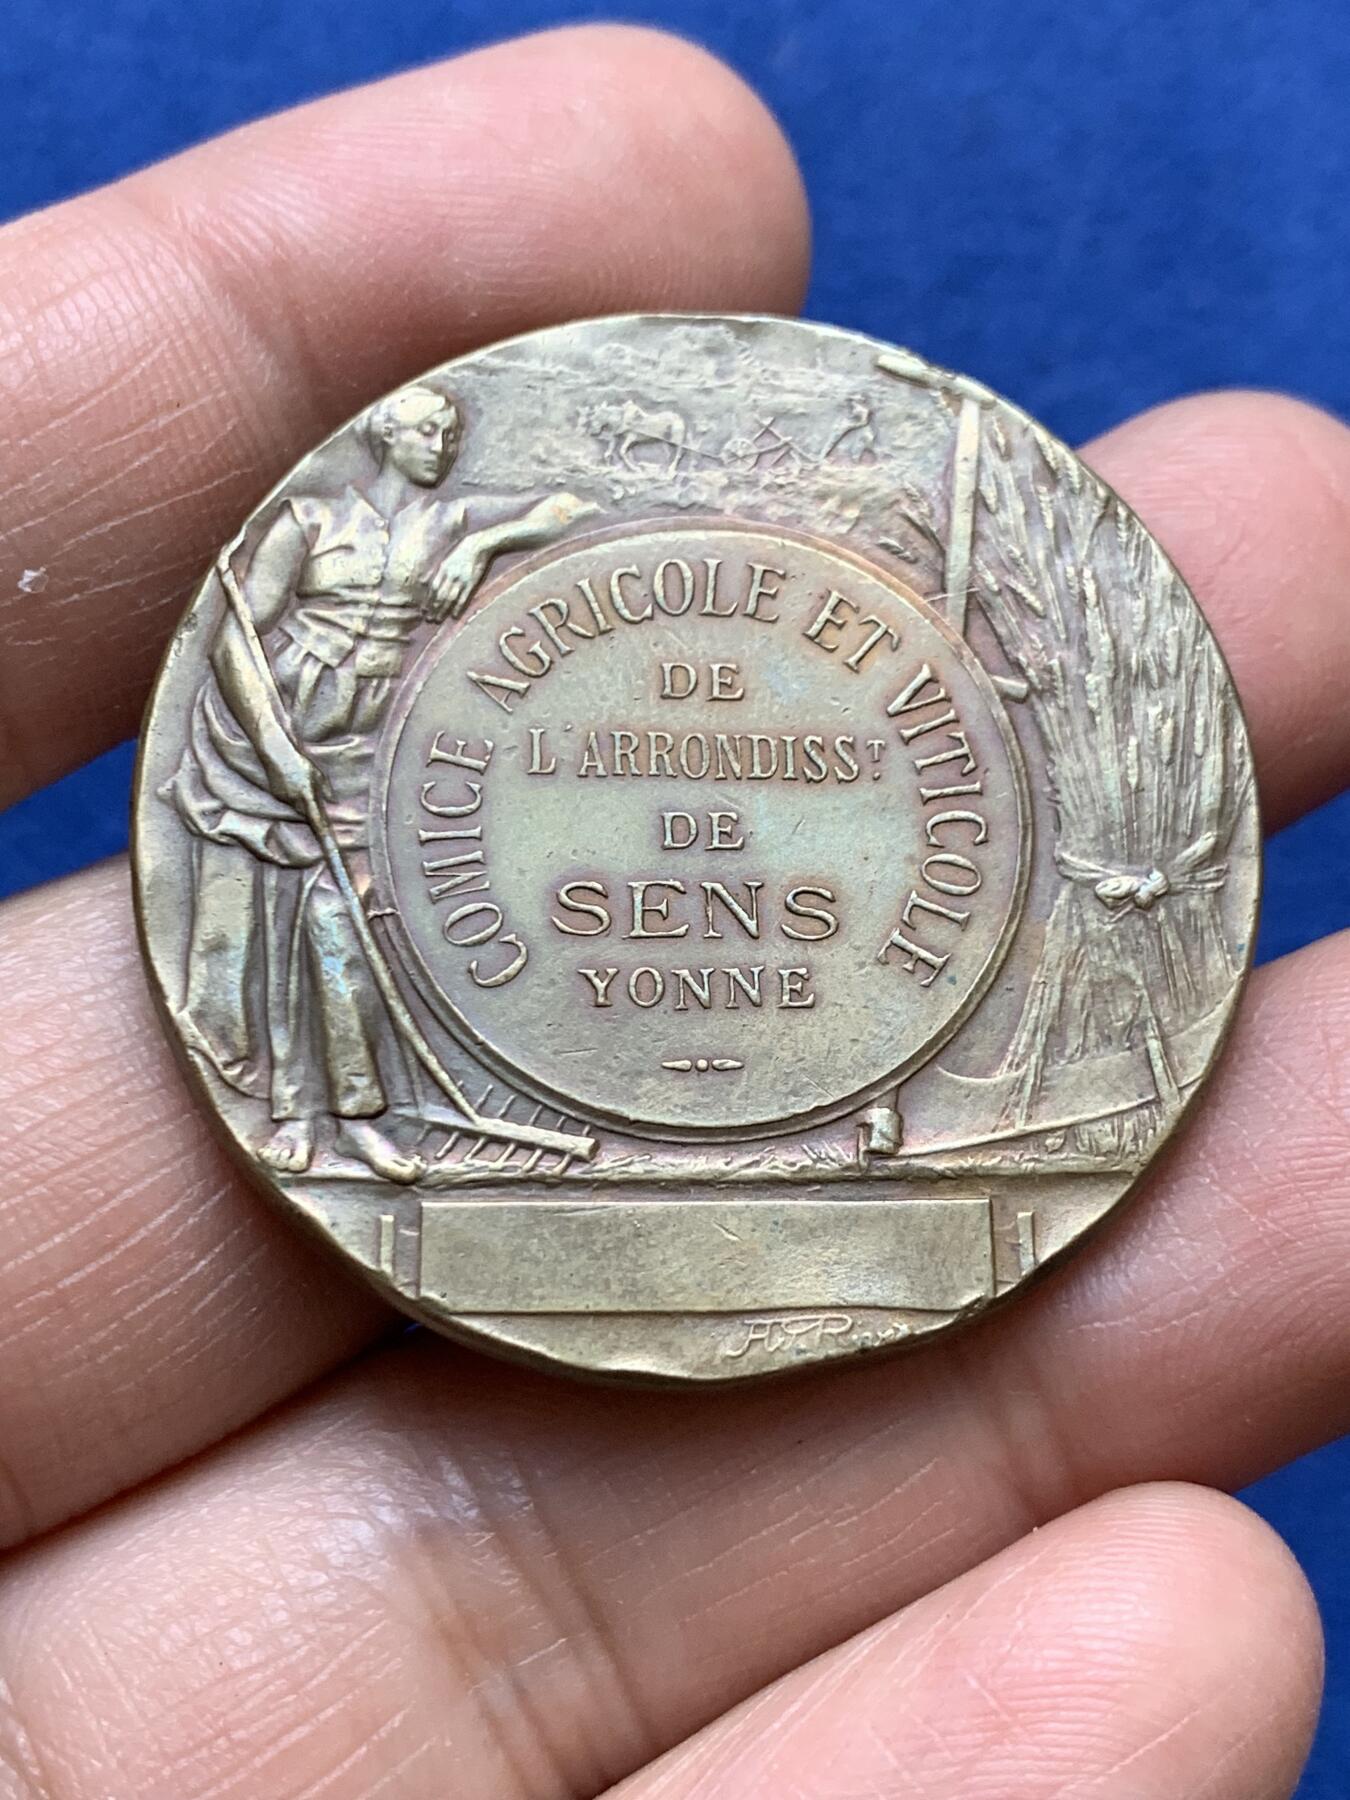 COMICE AGRICOLE ET VITICOLE
DE
L'ARRONDISST.
DE
SENS
YONNE